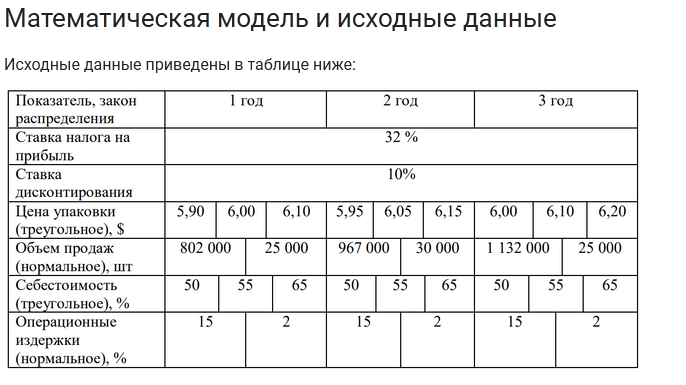 Математическая модель и исходные данные
Исходные данные приведены в таблице ниже:
Показатель, закон распределения 1 год 2 год 3 год
Ставка налога на прибыль 32 %
Ставка дисконтирования 10%
Цена упаковки (треугольное), $ 5,90 6,00 6,10 5,95 6,05 6,15 6,00 6,10 6,20
Объем продаж (нормальное), шт 802 000 25 000 967 000 30 000 1 132 000 25 000
Себестоимость (треугольное), % 50 55 65 50 55 65 50 55 65
Операционные издержки (нормальное), % 15 2 15 2 15 2